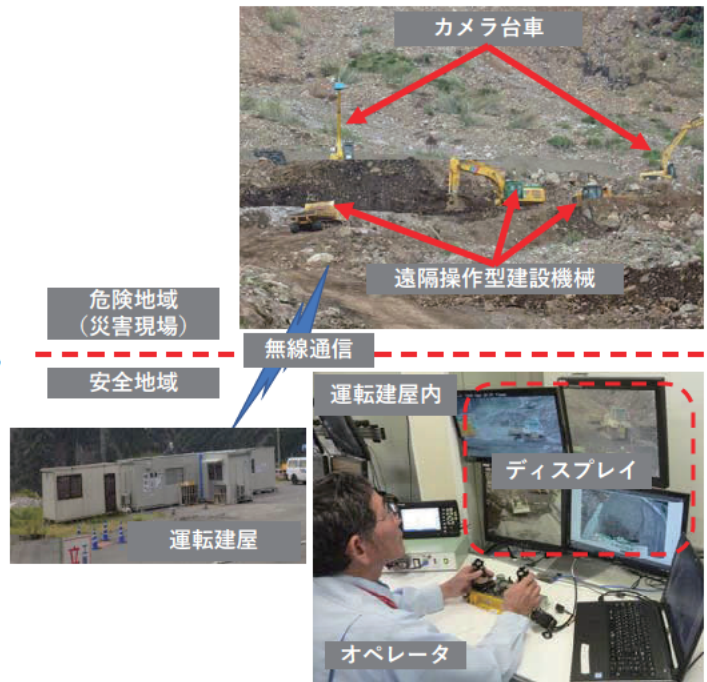 カメラ台車
遠隔操作型建設機械
危険地域
（災害現場）
無線通信
安全地域
運転建屋内
ディスプレイ
運転建屋
オペレータ